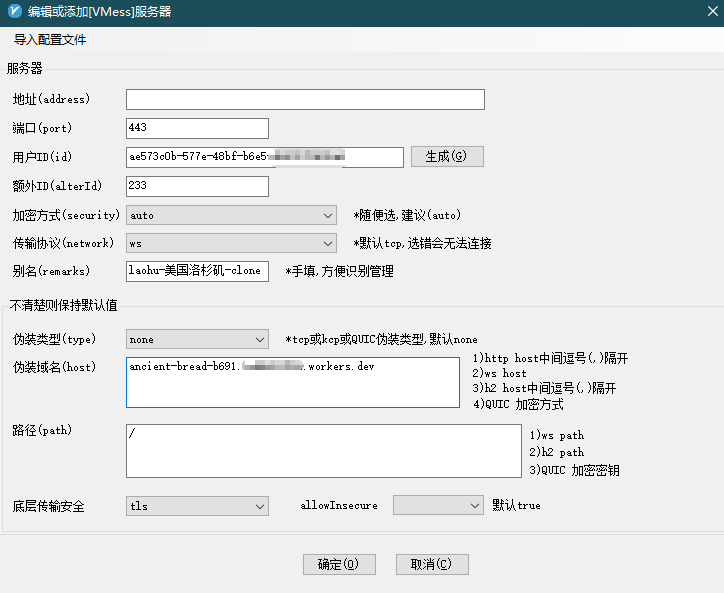 编辑或添加[VMess]服务器
导入配置文件
服务器
地址(address)
端口(port) 443
用户ID(id) ae573c0b-577e-48bf-b6e5 生成(G)
额外ID(alterId) 233
加密方式(security) auto *随便选,建议(auto)
传输协议(network) ws *默认tcp,选错会无法连接
别名(remarks) laohu-美国洛杉矶-clone *手填,方便识别管理
不清楚则保持默认值
伪装类型(type) none *tcp或kcp或QUIC伪装类型,默认none
伪装域名(host) ancient-bread-b691. .workers.dev
1)http host中间逗号(,)隔开
2)ws host
3)h2 host中间逗号(,)隔开
4)QUIC 加密方式
路径(path) /
1)ws path
2)h2 path
3)QUIC 加密密钥
底层传输安全 tls allowInsecure 默认true
确定(O) 取消(C)